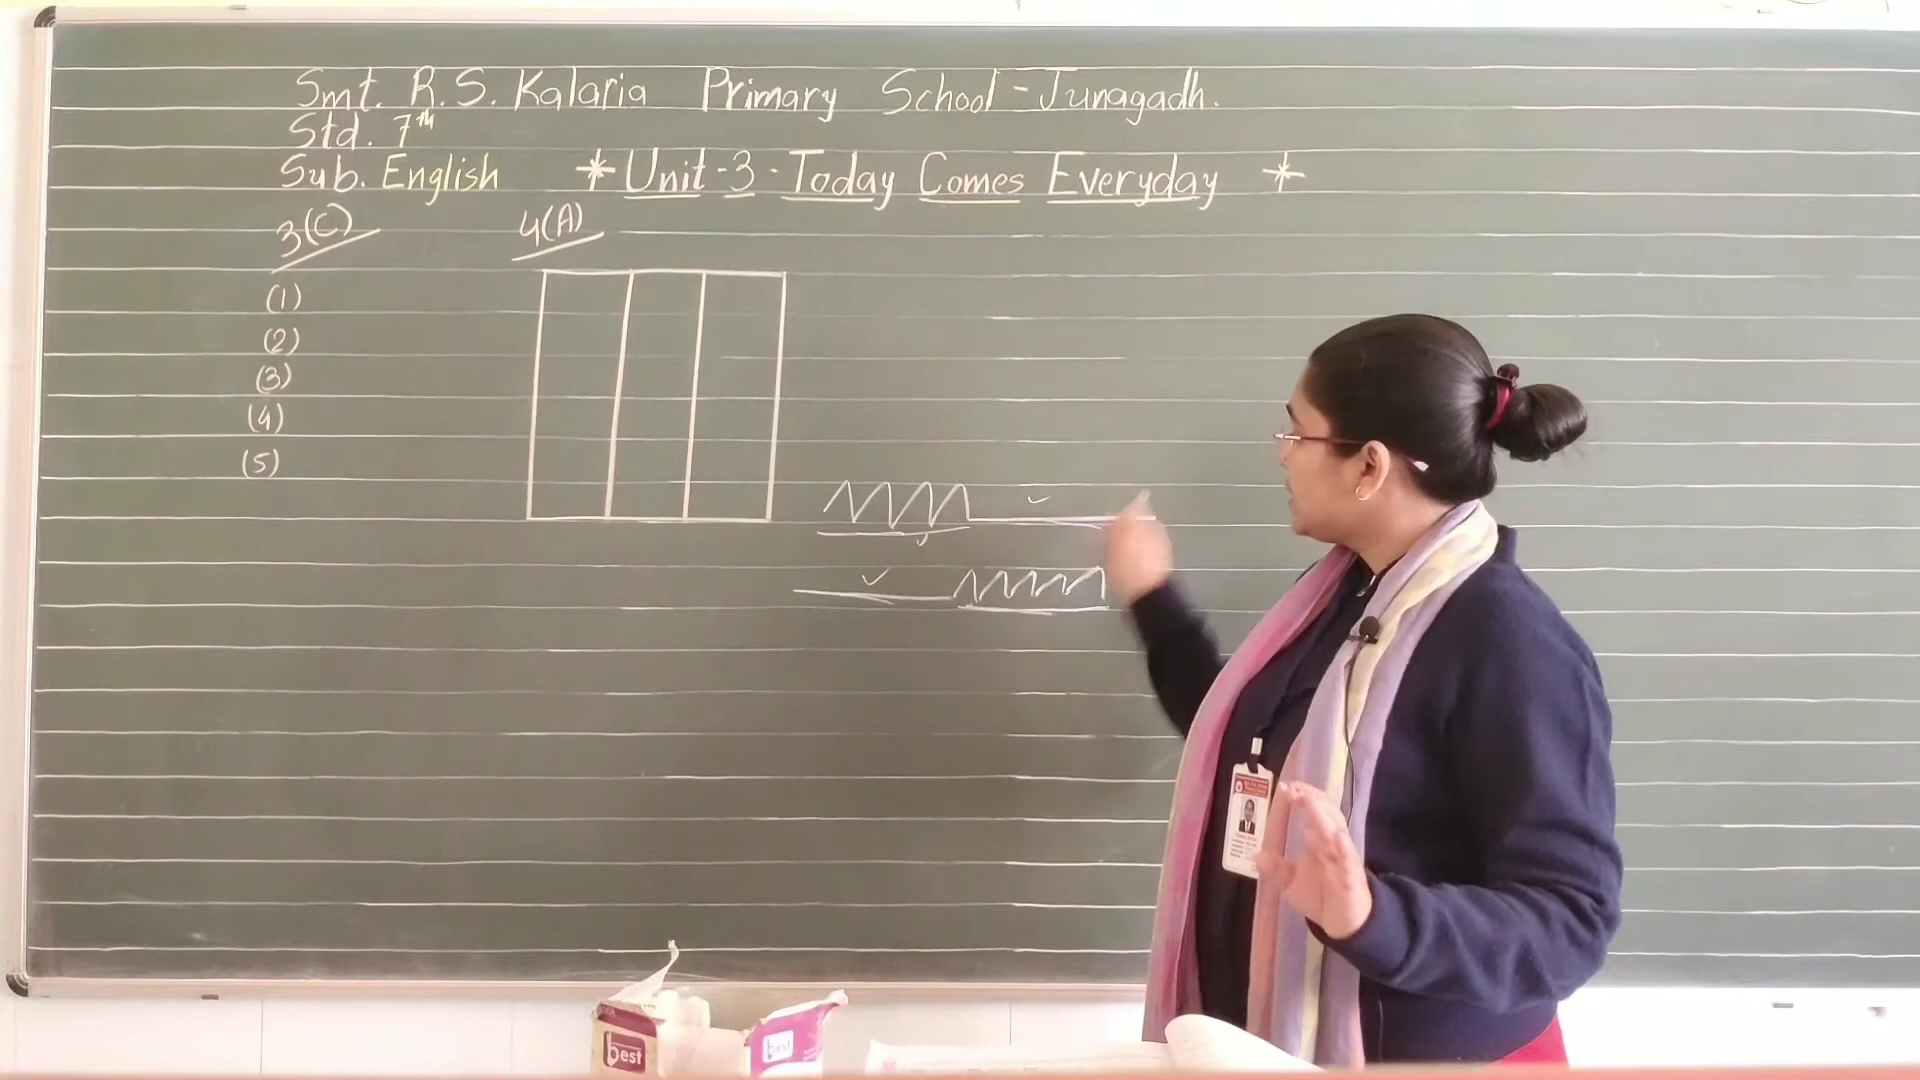 Smt. R.S. Kalaria Primary School - Junagadh.
Std. 7th
Sub. English * Unit-3 - Today Comes Everyday *
3(C) 4(A)
(1)
(2)
(3)
(4)
(5)
best
best